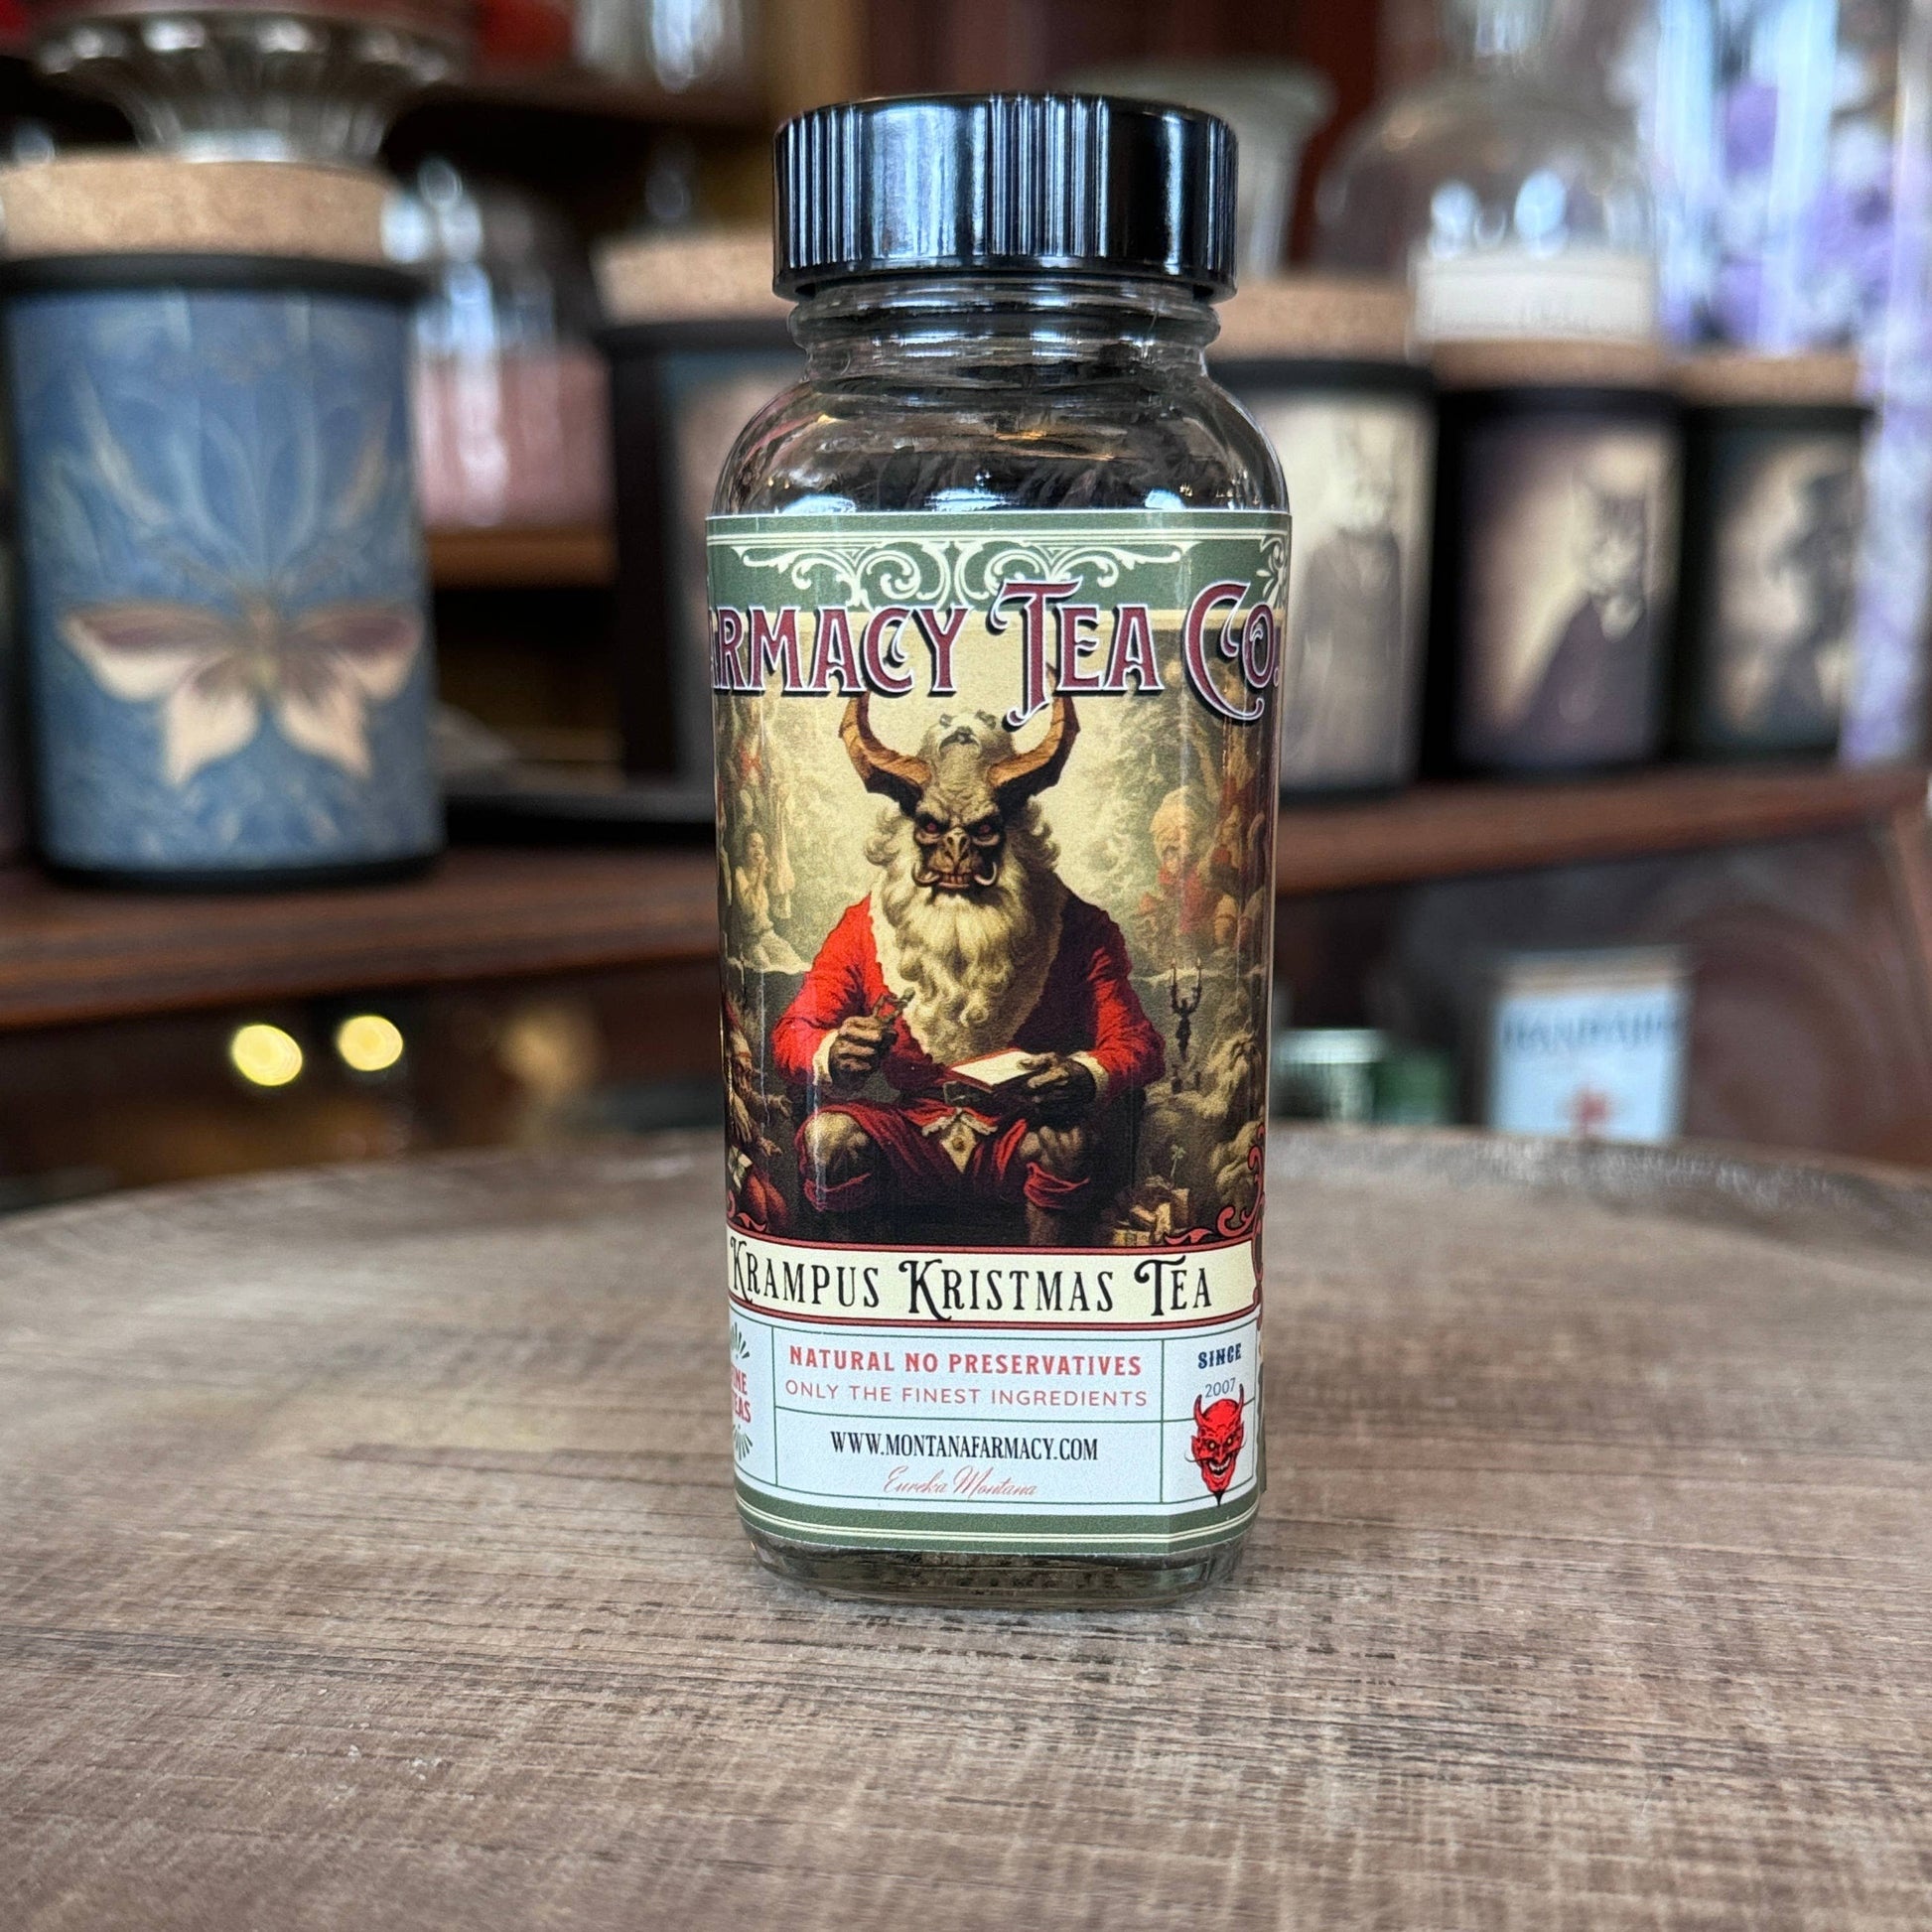 ARMACY TEA CO.
KRAMPUS KRISTMAS TEA
NATURAL NO PRESERVATIVES
ONLY THE FINEST INGREDIENTS
WWW.MONTANAFARMACY.COM
Eureka Montana
SINCE
2007